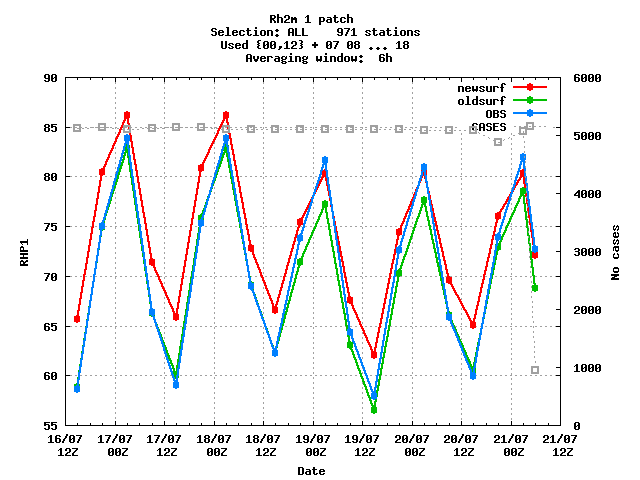 Rh2m 1 patch
Selection: ALL    971 stations
Used {00,12} + 07 08 ... 18
Averaging window:  6h
90 6000
newsurf
oldsurf
OBS
CASES
85 5000
80
4000
75
RHP1 No cases
3000
70
65 2000
60 1000
55 0
16/07 17/07 17/07 18/07 18/07 19/07 19/07 20/07 20/07 21/07 21/07
12Z 00Z 12Z 00Z 12Z 00Z 12Z 00Z 12Z 00Z 12Z
Date